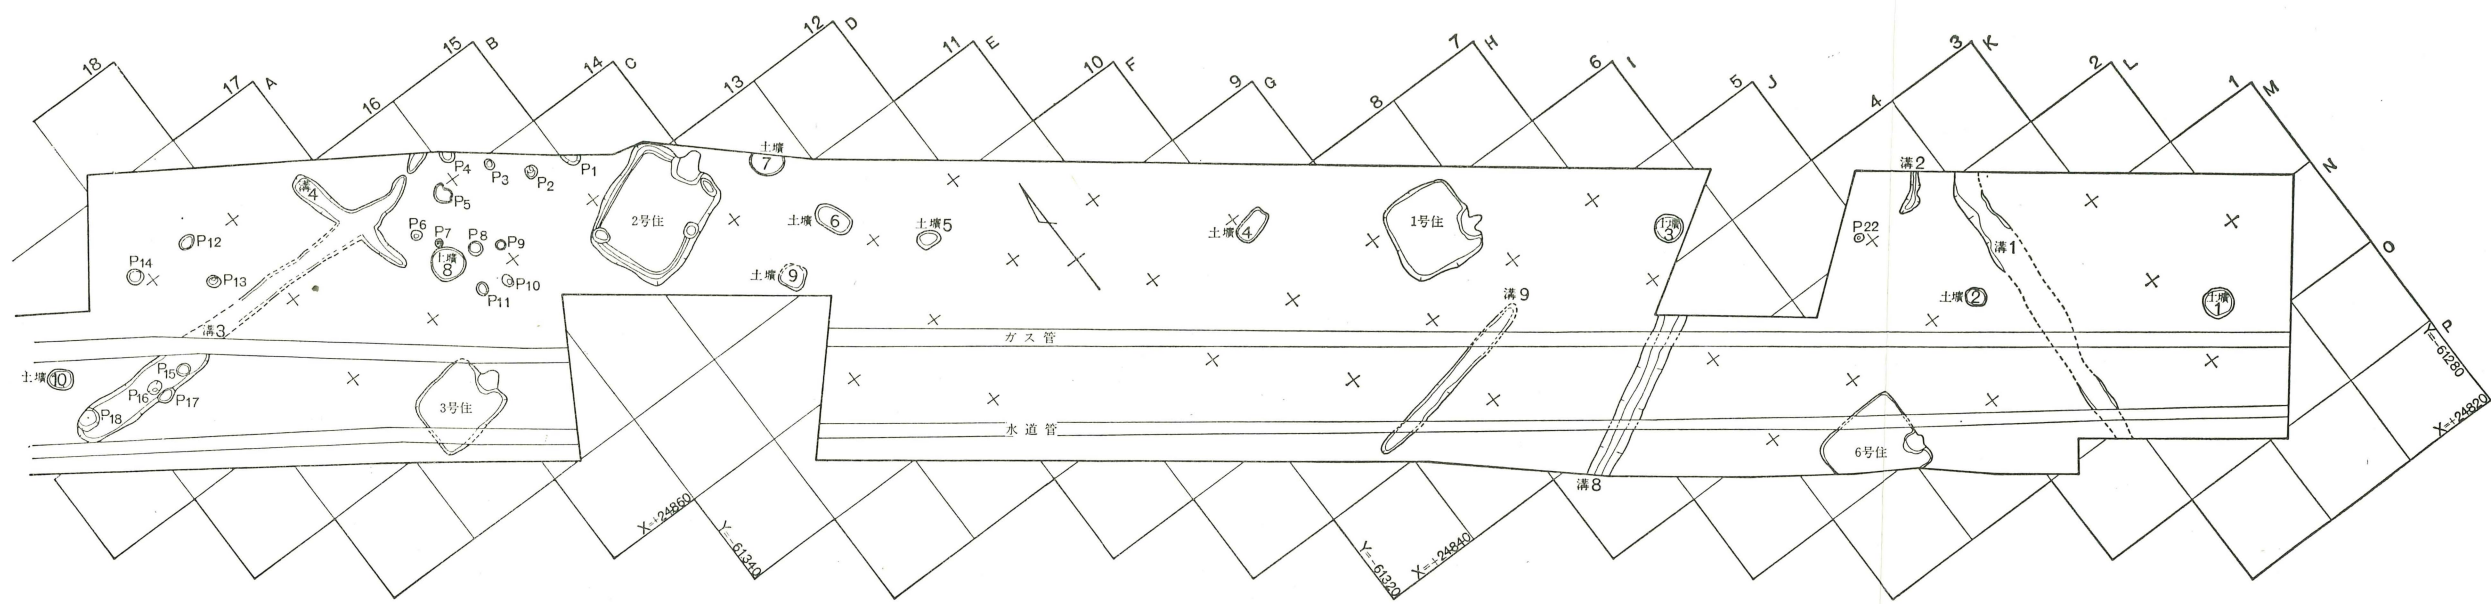 18
17
A
16
15
B
14
C
13
12
D
11
E
10
F
9
G
8
7
H
6
I
5
J
4
3
K
2
L
1
M
N
O
P
Y=-61280
X=+24820
溝4
P4
P3
P2
P1
P5
P6
P7
P8
P9
土壙
8
P10
P11
P12
P13
P14
2号住
土壙
7
土壙6
土壙5
土壙9
土壙4
1号住
土壙
3
溝2
P22
溝1
土壙2
土壙
1
溝9
溝3
ガス管
土壙10
P15
P16
P17
P18
3号住
水道管
6号住
溝8
X=+24860
Y=-61340
Y=-61320
X=+24840